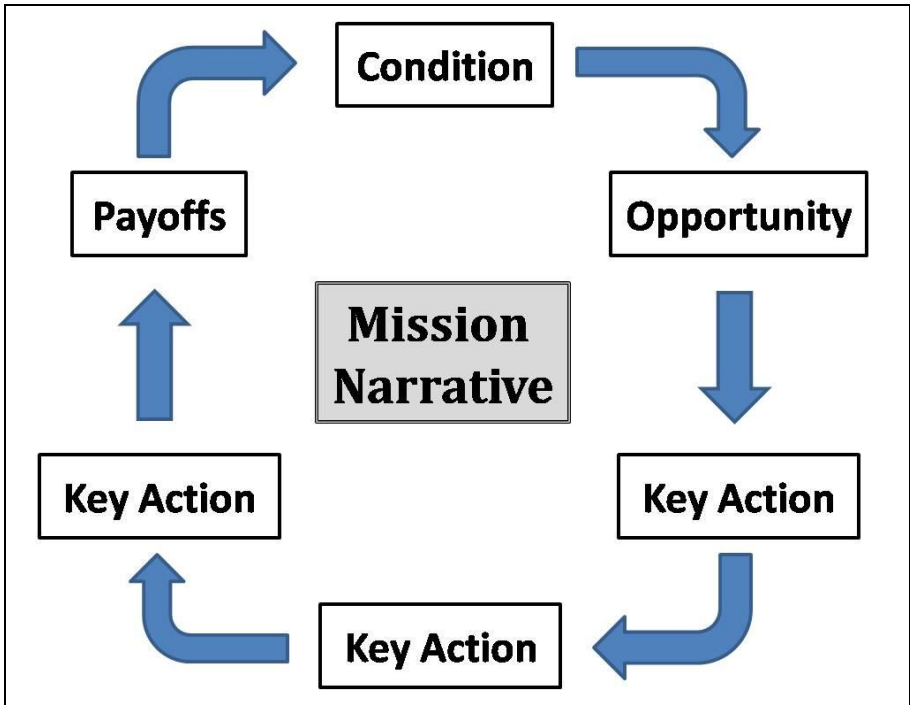 Condition
Payoffs
Opportunity
Mission
Narrative
Key Action
Key Action
Key Action